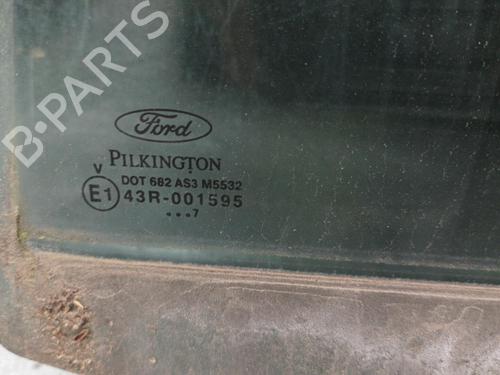 B-PARTS
Ford
PILKINGTON
DOT 682 AS3 M5532
V
E1 43R-001595
...7